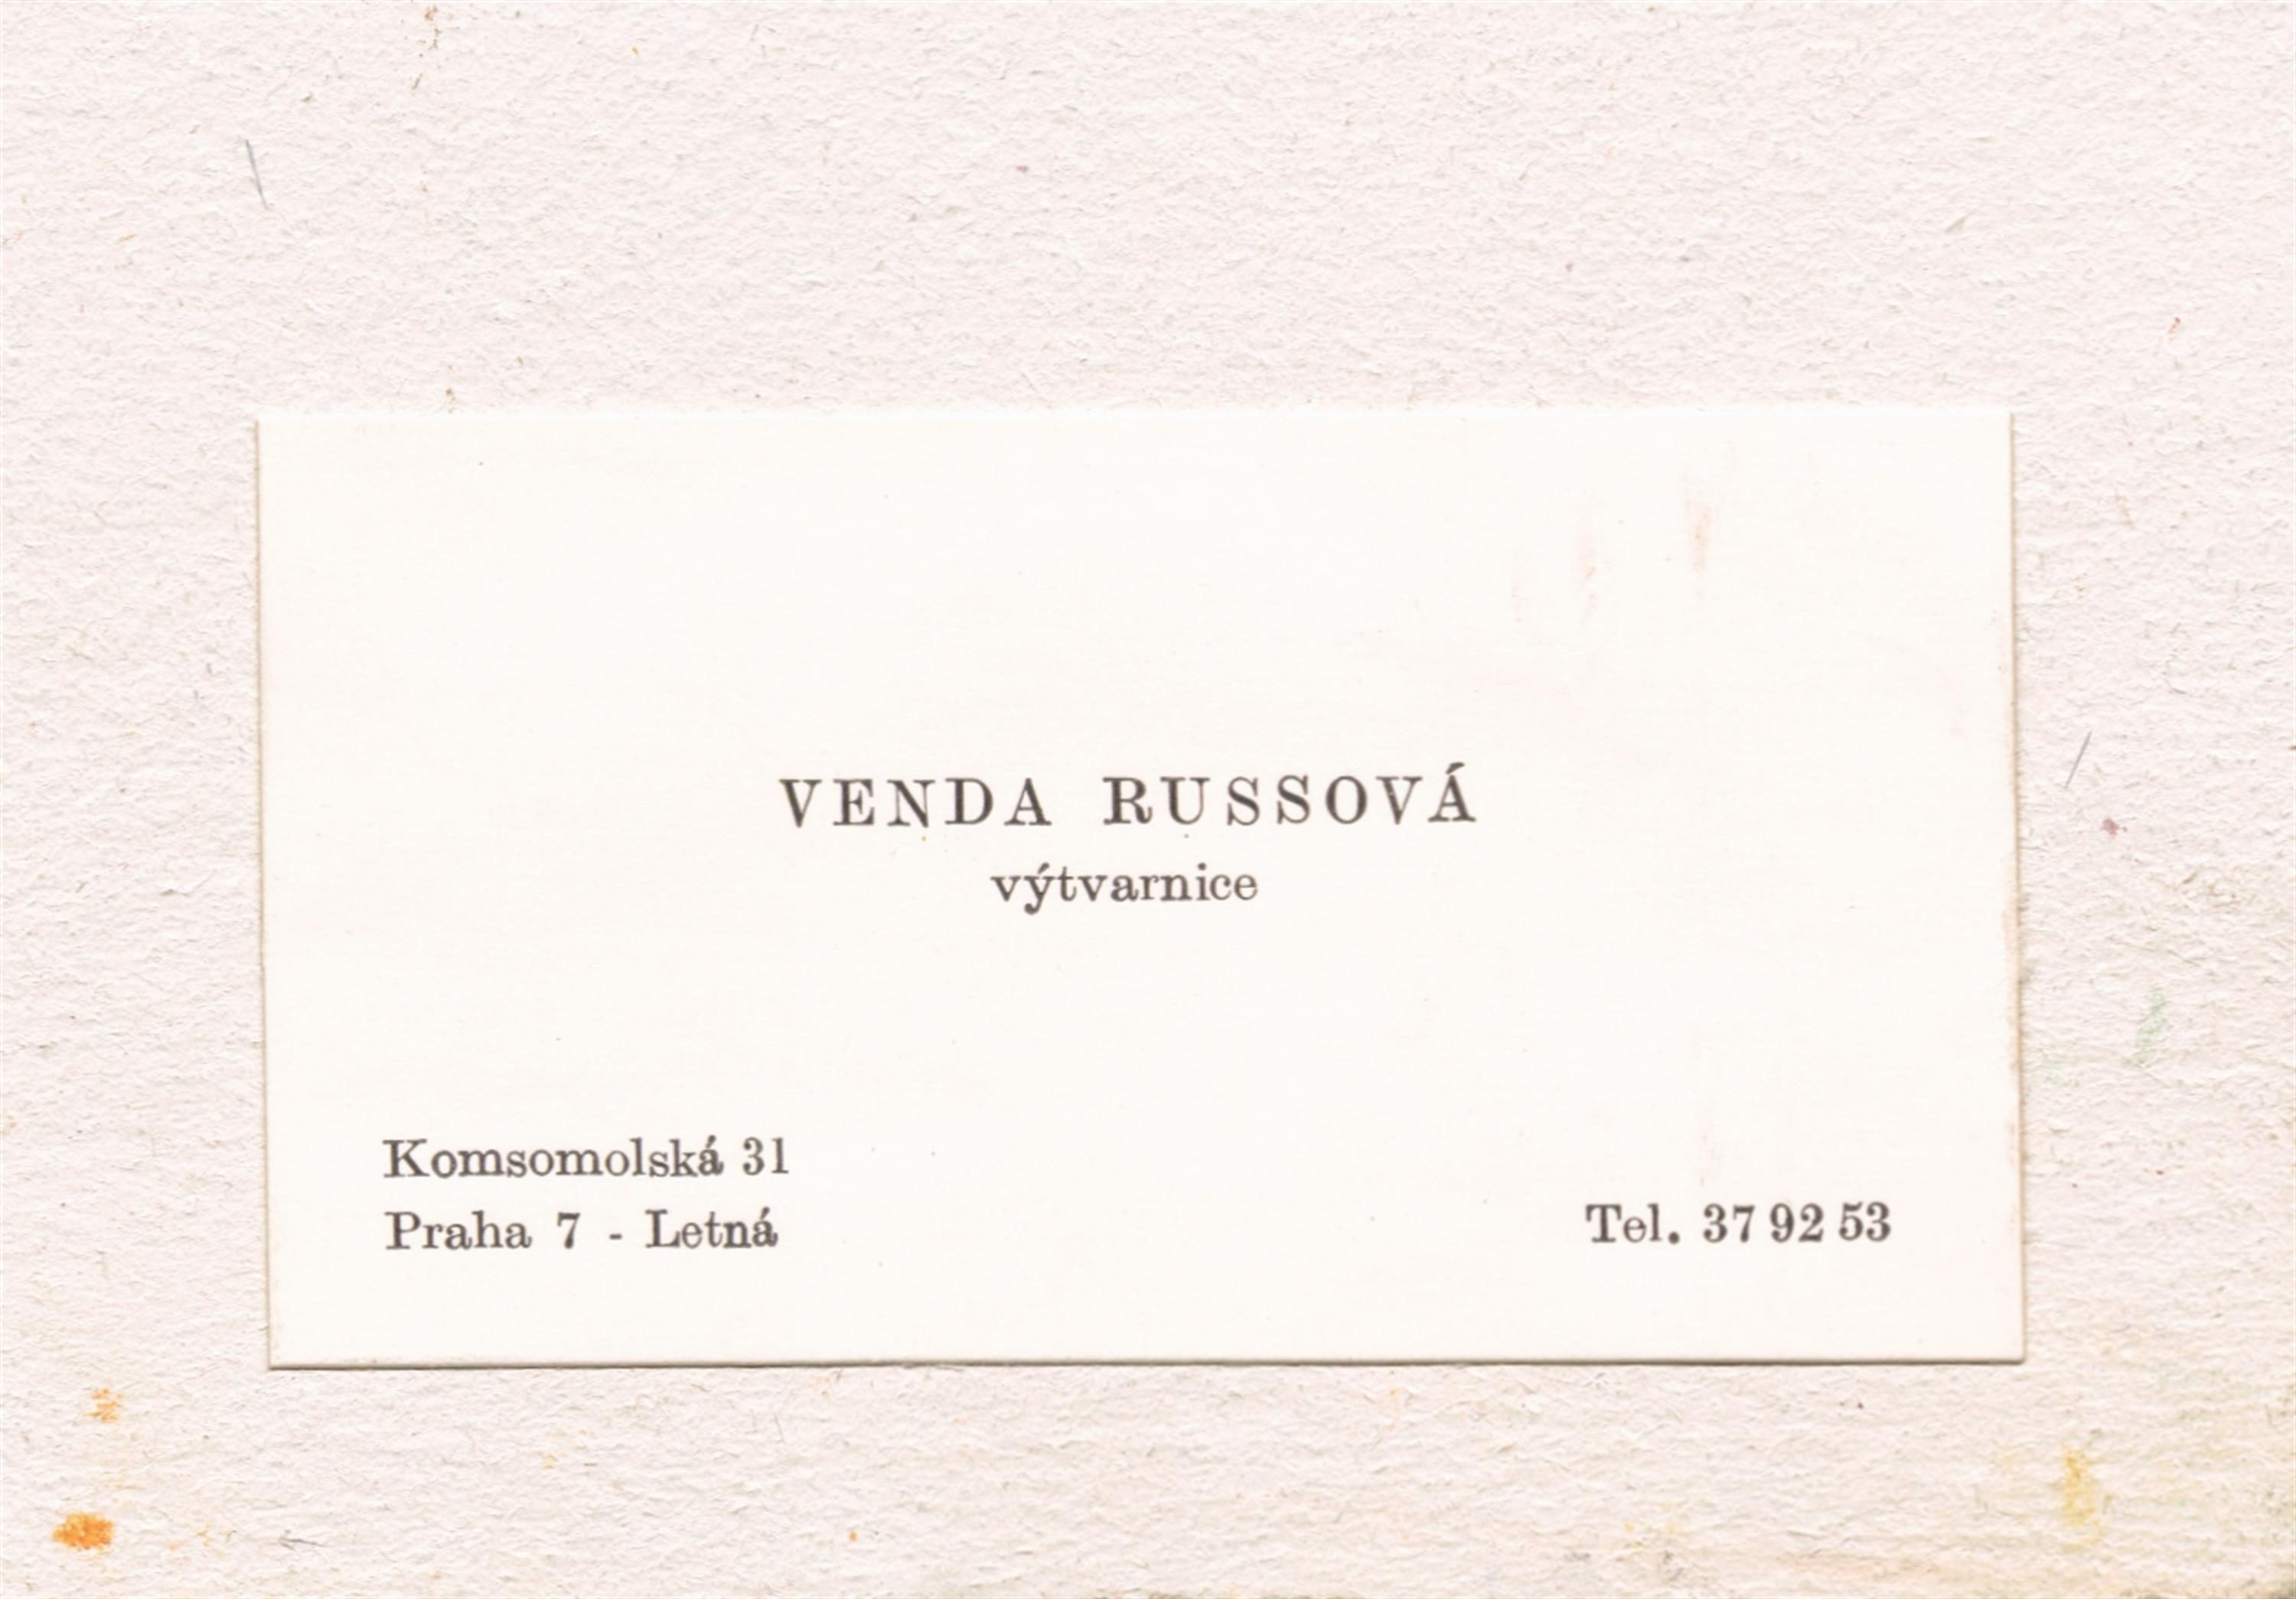 VENDA RUSSOVÁ
výtvarnice
Komsomolská 31
Praha 7 - Letná
Tel. 37 92 53